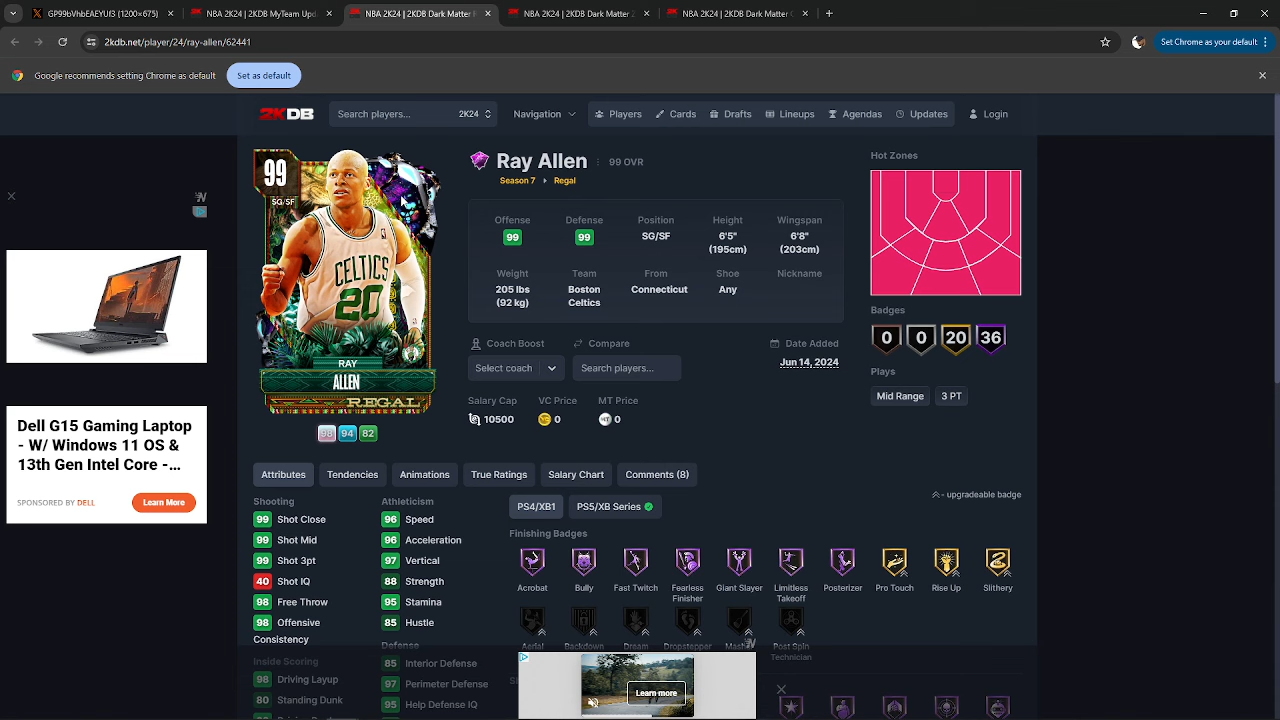 GP99bVhbEAEYUf3 (1200×675)
NBA 2K24 | 2KDB MyTeam Upd
NBA 2K24 | 2KDB Dark Matter
NBA 2K24 | 2KDB Dark Matter 2
NBA 2K24 | 2KDB Dark Matter C
2kdb.net/player/24/ray-allen/62441
Set Chrome as your default
Google recommends setting Chrome as default
Set as default
2KDB
Search players...
2K24
Navigation
Players
Cards
Drafts
Lineups
Agendas
Updates
Login
99
SG/SF
CELTICS
20
RAY
ALLEN
REGAL
98 94 82
Ray Allen
99 OVR
Season 7
Regal
Offense Defense Position Height Wingspan
99 99 SG/SF 6'5" 6'8"
(195cm) (203cm)
Weight Team From Shoe Nickname
205 lbs Boston Connecticut Any
(92 kg) Celtics
Coach Boost
Compare
Date Added
Select coach
Search players...
Jun 14, 2024
Salary Cap VC Price MT Price
10500 VC 0 MT 0
Hot Zones
Badges
0 0 20 36
Plays
Mid Range 3 PT
Attributes Tendencies Animations True Ratings Salary Chart Comments (8)
- upgradeable badge
Shooting
99 Shot Close
99 Shot Mid
99 Shot 3pt
40 Shot IQ
98 Free Throw
98 Offensive
Consistency
Inside Scoring
98 Driving Layup
80 Standing Dunk
Athleticism
96 Speed
96 Acceleration
97 Vertical
88 Strength
95 Stamina
85 Hustle
Defense
85 Interior Defense
97 Perimeter Defense
95 Help Defense IQ
PS4/XB1 PS5/XB Series
Finishing Badges
Acrobat Bully Fast Twitch Fearless Giant Slayer Limitless Posterizer Pro Touch Rise Up Slithery
Finisher Takeoff
Aerial Backdown Dream Dropstepper Masher Post Spin
Technician
Dell G15 Gaming Laptop
- W/ Windows 11 OS &
13th Gen Intel Core -...
SPONSORED BY DELL
Learn More
Learn more